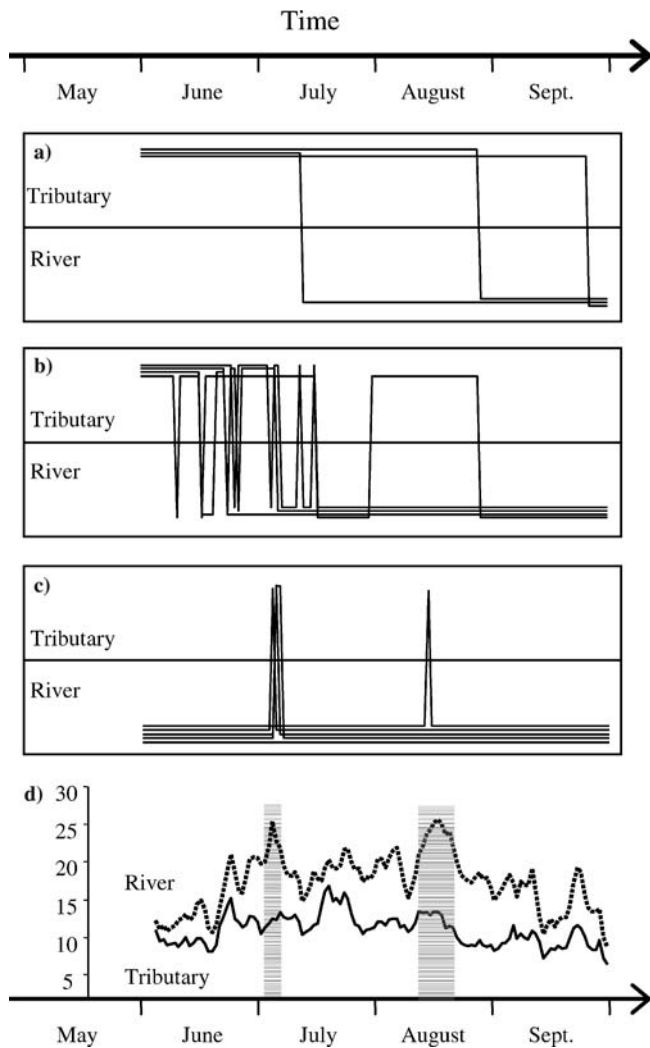 Time
May June July August Sept.
a)
Tributary
River
b)
Tributary
River
c)
Tributary
River
d)
30
25
20
15
10
5
River
Tributary
May June July August Sept.